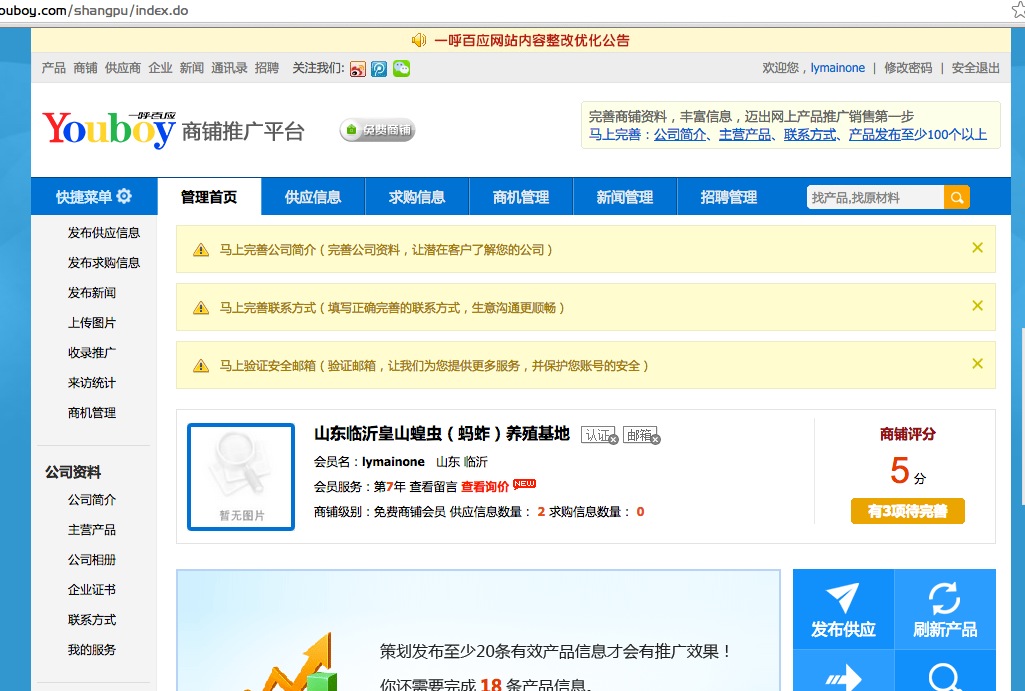 ouboy.com/shangpu/index.do
一呼百应网站内容整改优化公告
产品 商铺 供应商 企业 新闻 通讯录 招聘 关注我们:
欢迎您，lymainone | 修改密码 | 安全退出
Youboy 一呼百应 商铺推广平台
免费商铺
完善商铺资料，丰富信息，迈出网上产品推广销售第一步
马上完善：公司简介、主营产品、联系方式、产品发布至少100个以上
快捷菜单 管理首页 供应信息 求购信息 商机管理 新闻管理 招聘管理 找产品,找原材料
发布供应信息
发布求购信息
发布新闻
上传图片
收录推广
来访统计
商机管理
公司资料
公司简介
主营产品
公司相册
企业证书
联系方式
我的服务
马上完善公司简介（完善公司资料，让潜在客户了解您的公司）
马上完善联系方式（填写正确完善的联系方式，生意沟通更顺畅）
马上验证安全邮箱（验证邮箱，让我们为您提供更多服务，并保护您账号的安全）
暂无图片
山东临沂皇山蝗虫（蚂蚱）养殖基地 认证 邮箱
会员名：lymainone 山东 临沂
会员服务：第7年 查看留言 查看询价 NEW
商铺级别：免费商铺会员 供应信息数量： 2 求购信息数量： 0
商铺评分
5 分
有3项待完善
策划发布至少20条有效产品信息才会有推广效果！
你还需要完成 18 条产品信息。
发布供应
刷新产品